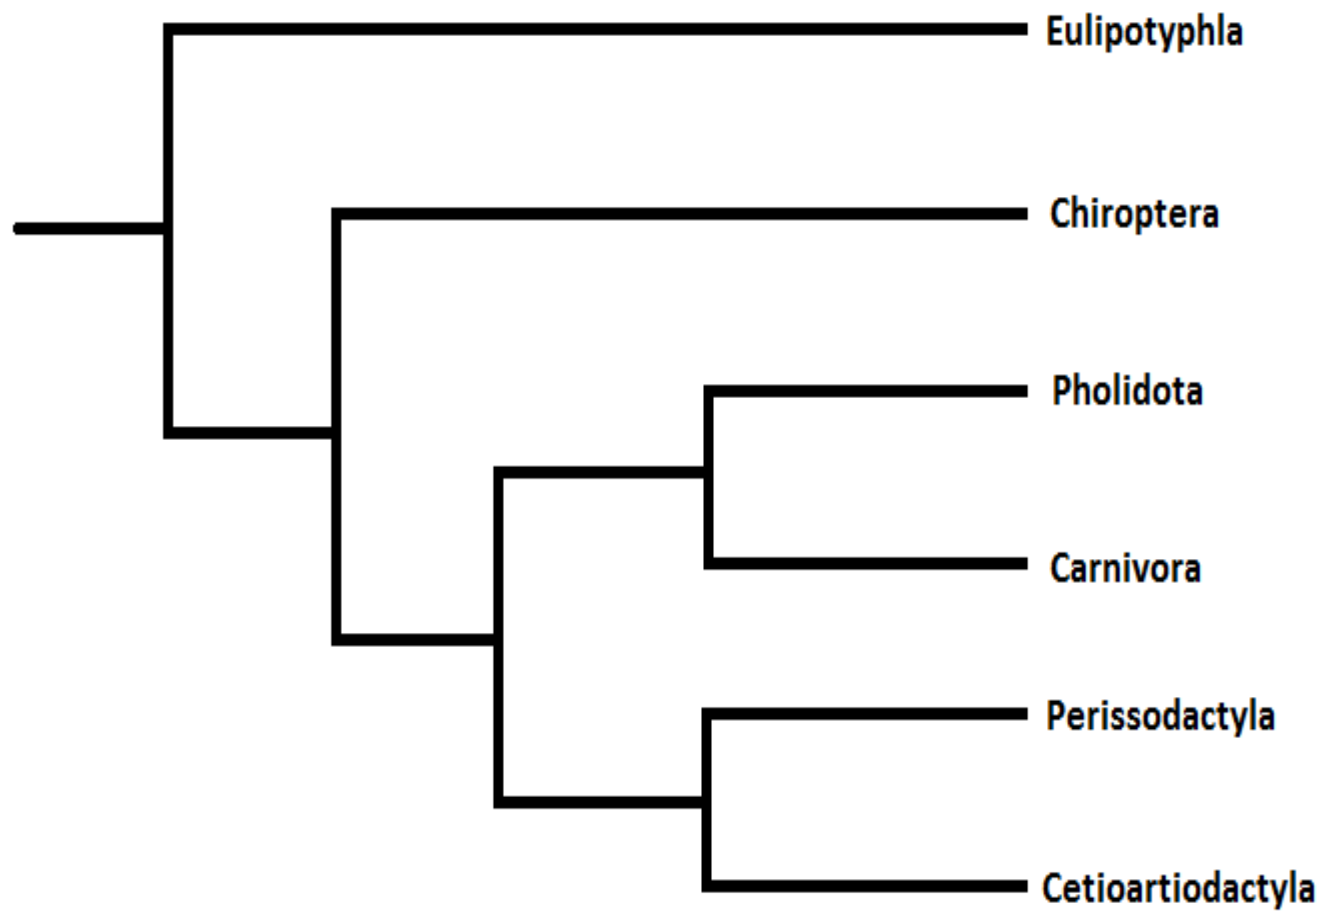 Eulipotyphla
Chiroptera
Pholidota
Carnivora
Perissodactyla
Cetioartiodactyla